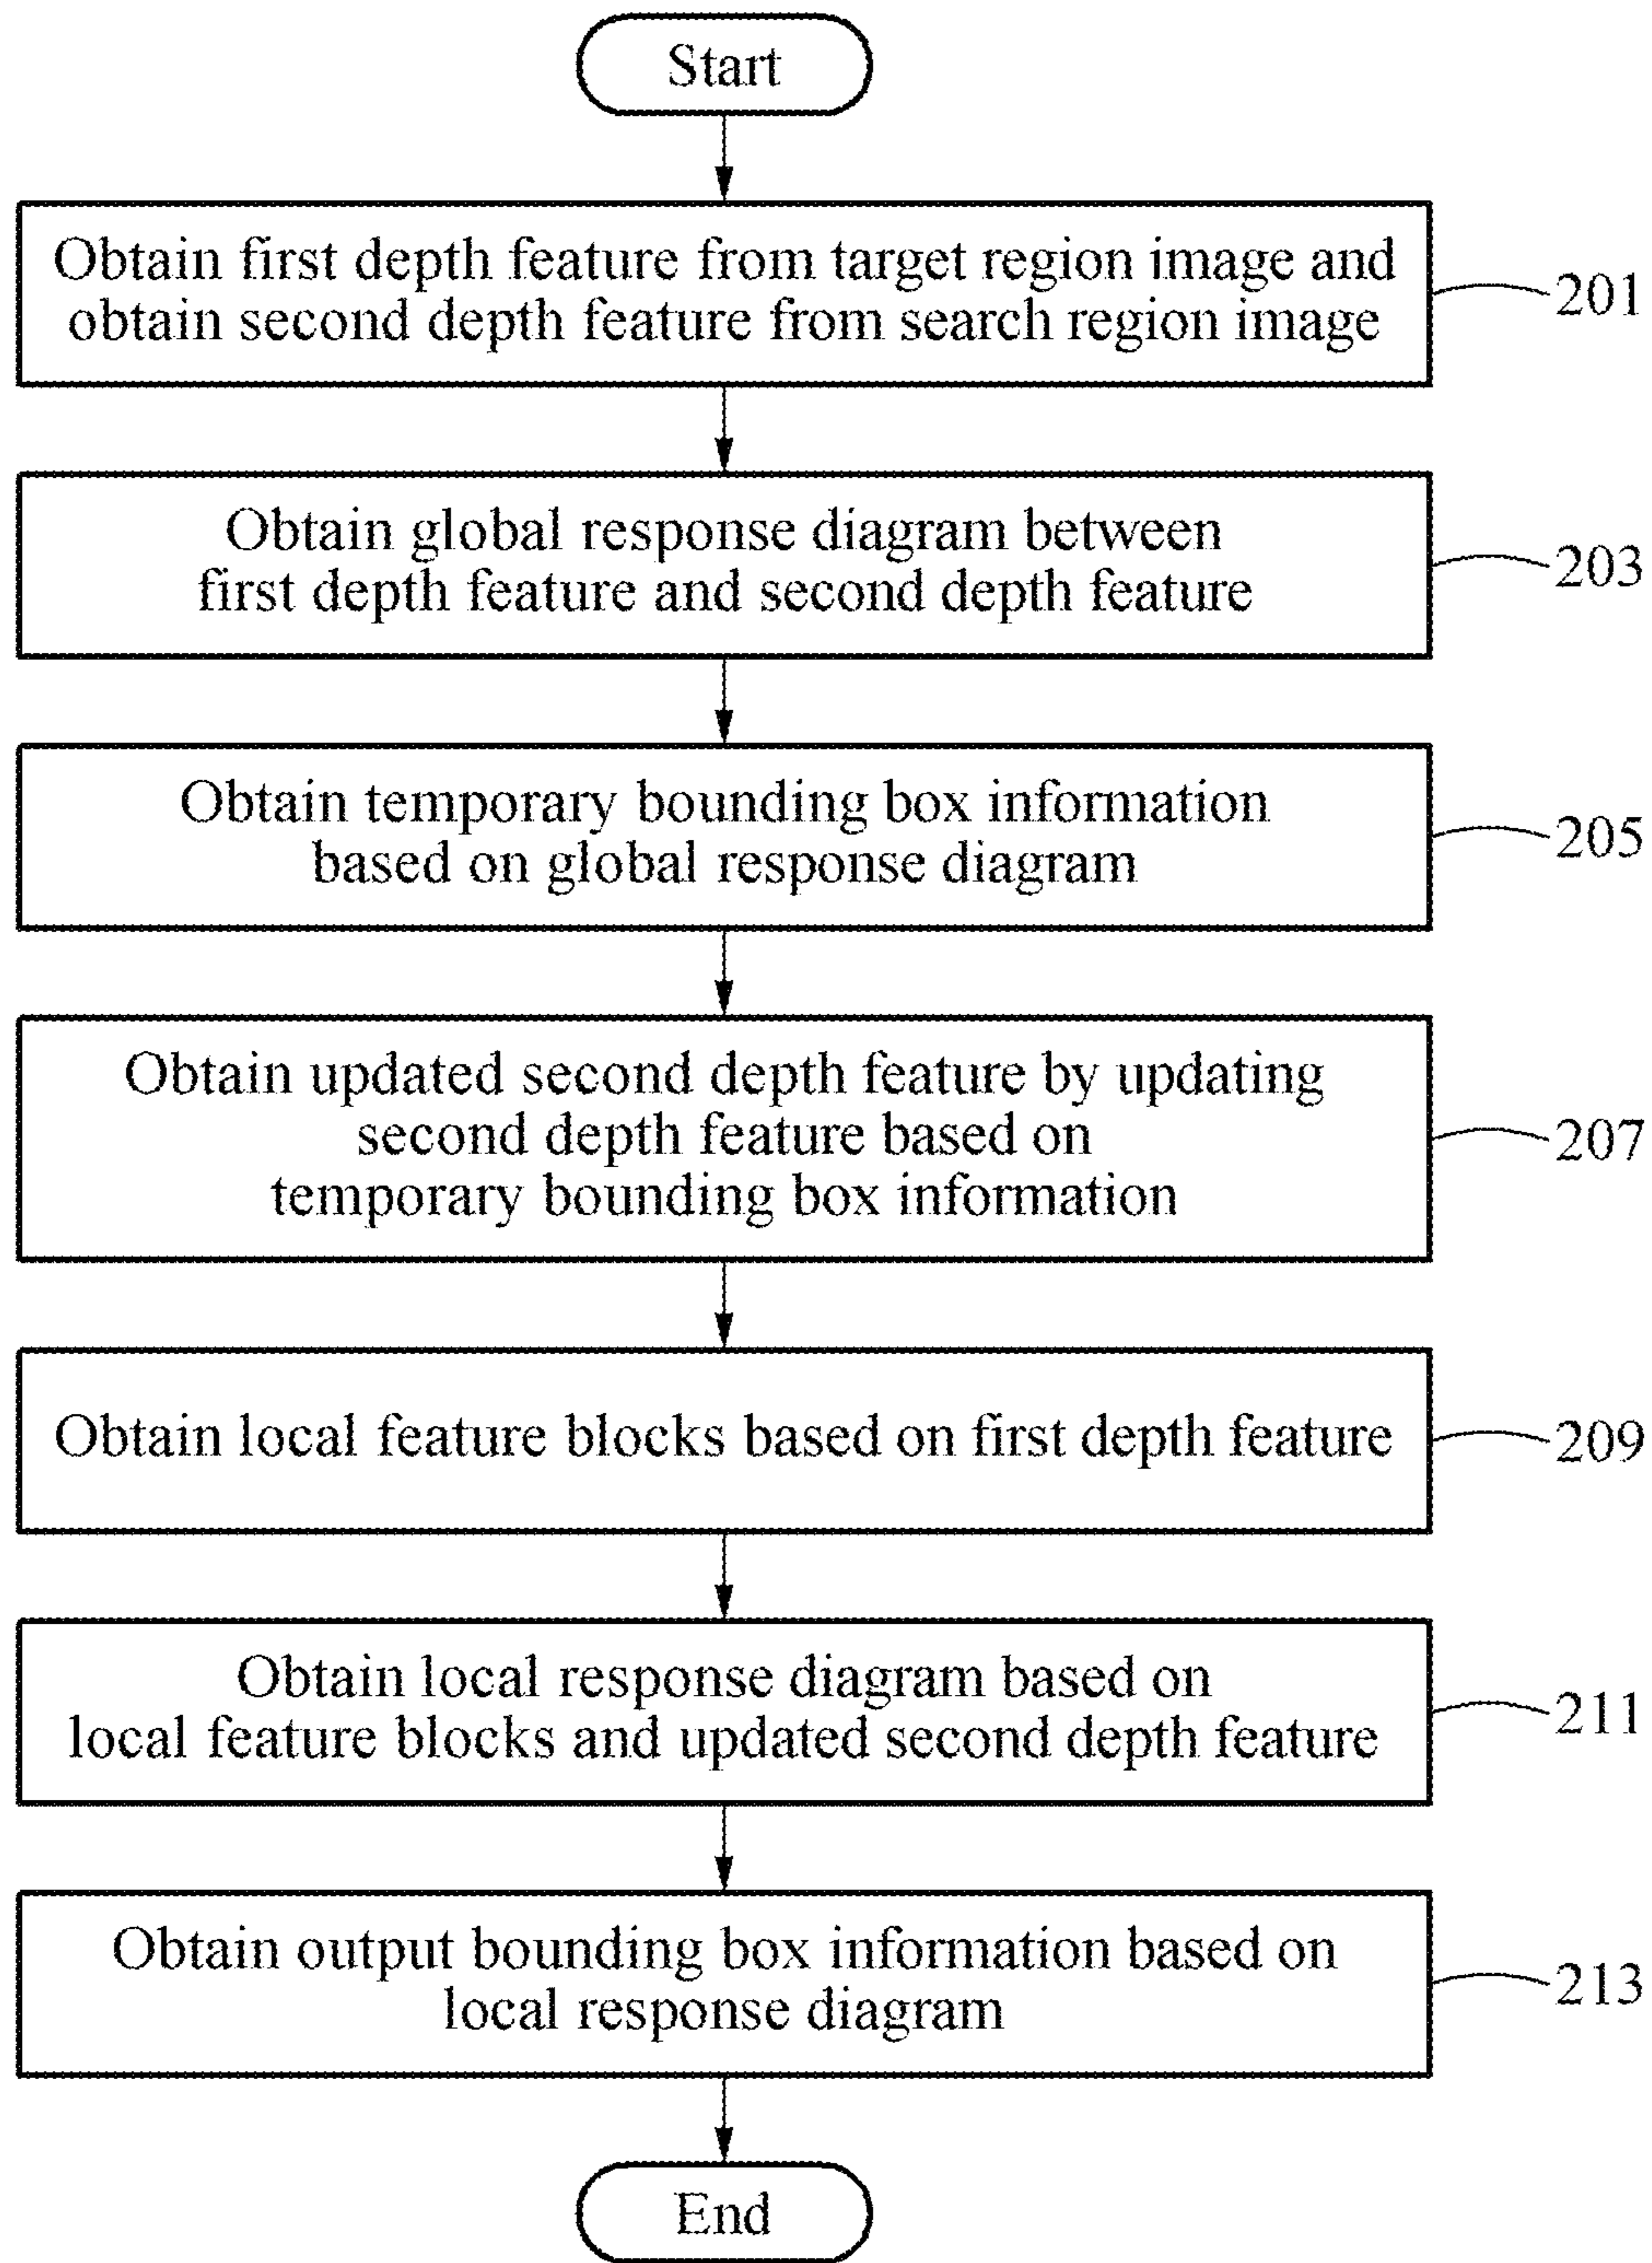 Start
Obtain first depth feature from target region image and
obtain second depth feature from search region image
201
Obtain global response diagram between
first depth feature and second depth feature
203
Obtain temporary bounding box information
based on global response diagram
205
Obtain updated second depth feature by updating
second depth feature based on
temporary bounding box information
207
Obtain local feature blocks based on first depth feature
209
Obtain local response diagram based on
local feature blocks and updated second depth feature
211
Obtain output bounding box information based on
local response diagram
213
End